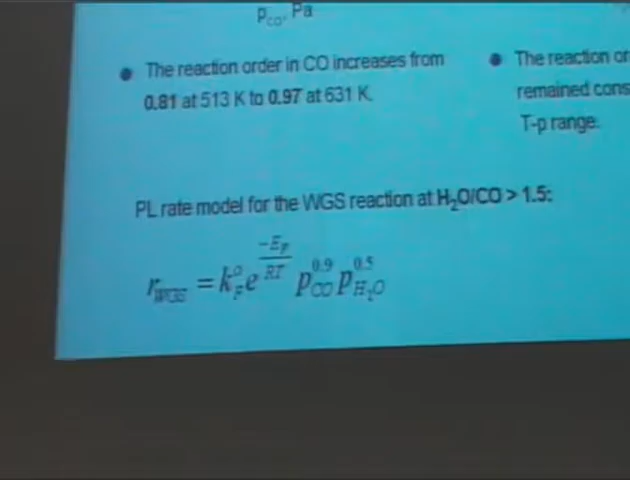 p_CO, Pa
● The reaction order in CO increases from
0.81 at 513 K to 0.97 at 631 K.
● The reaction or
remained cons
T-p range.
PL rate model for the WGS reaction at H₂O/CO > 1.5:
r_WGS = k_F^o e^(-E_F/RT) p_CO^0.9 p_H₂O^0.5